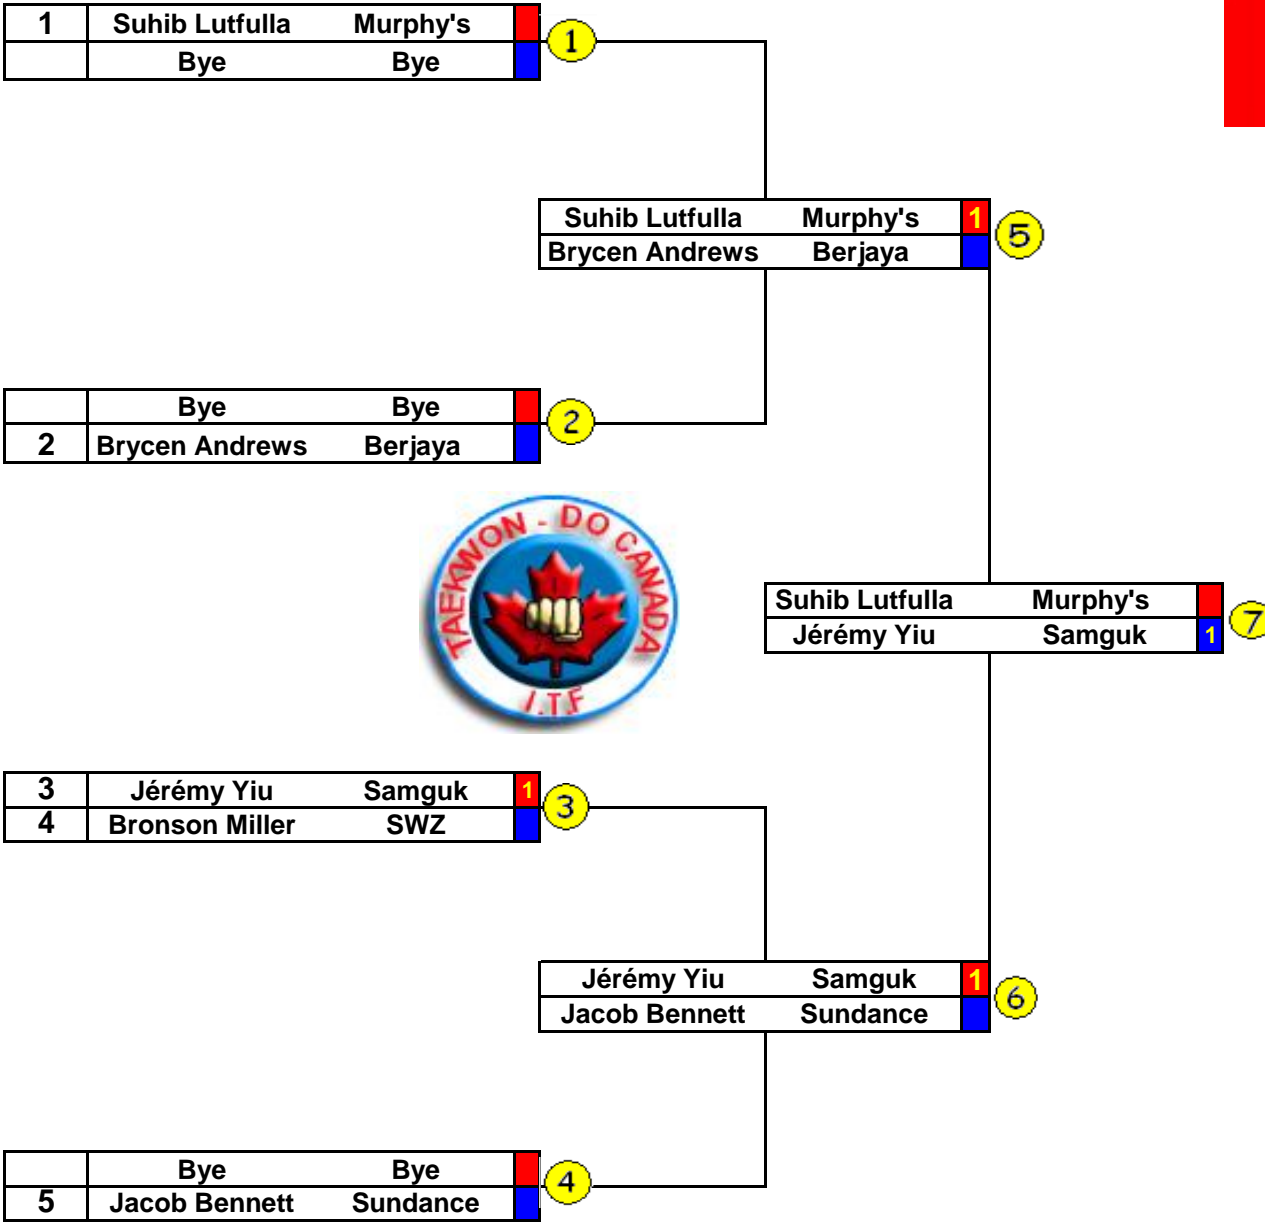 1 Suhib Lutfulla Murphy's
1
Bye Bye
Suhib Lutfulla Murphy's 1
5
Brycen Andrews Berjaya
Bye Bye
2
2 Brycen Andrews Berjaya
TAEKWON - DO CANADA
I.T.F
Suhib Lutfulla Murphy's
7
Jérémy Yiu Samguk 1
3 Jérémy Yiu Samguk 1
3
4 Bronson Miller SWZ
Jérémy Yiu Samguk 1
6
Jacob Bennett Sundance
Bye Bye
4
5 Jacob Bennett Sundance